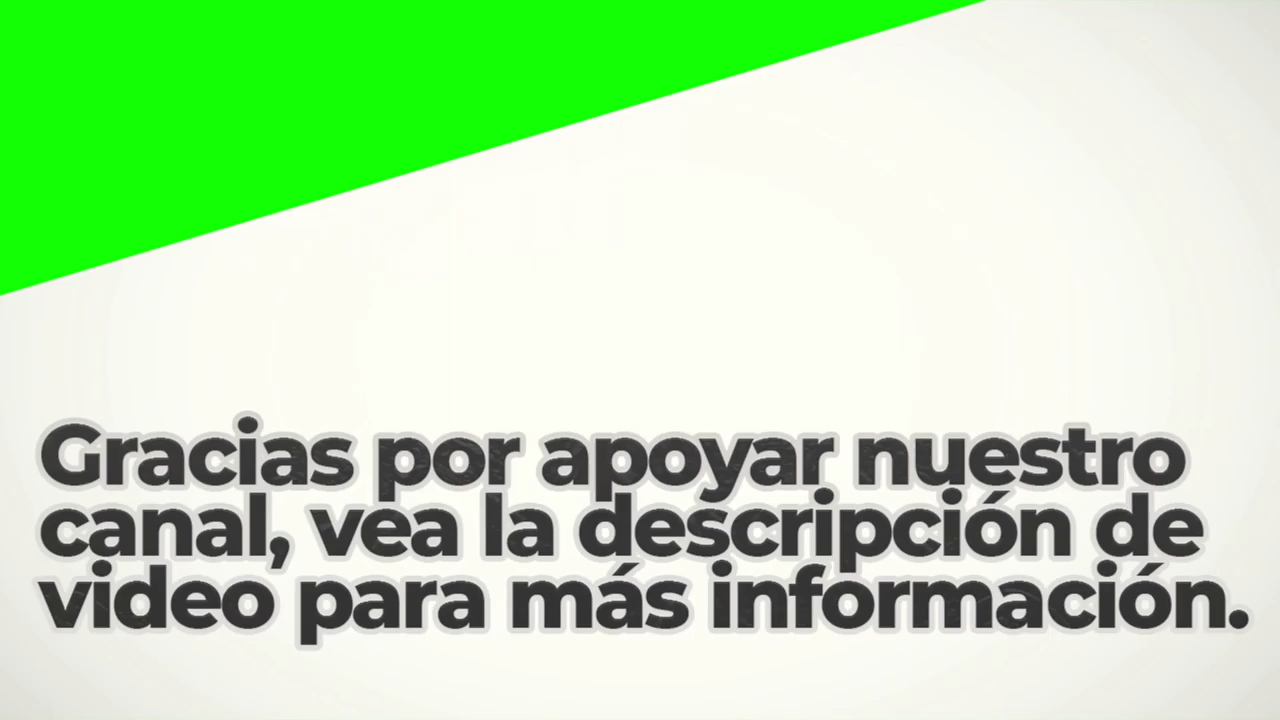 Gracias por apoyar nuestro
canal, vea la descripción de
video para más información.